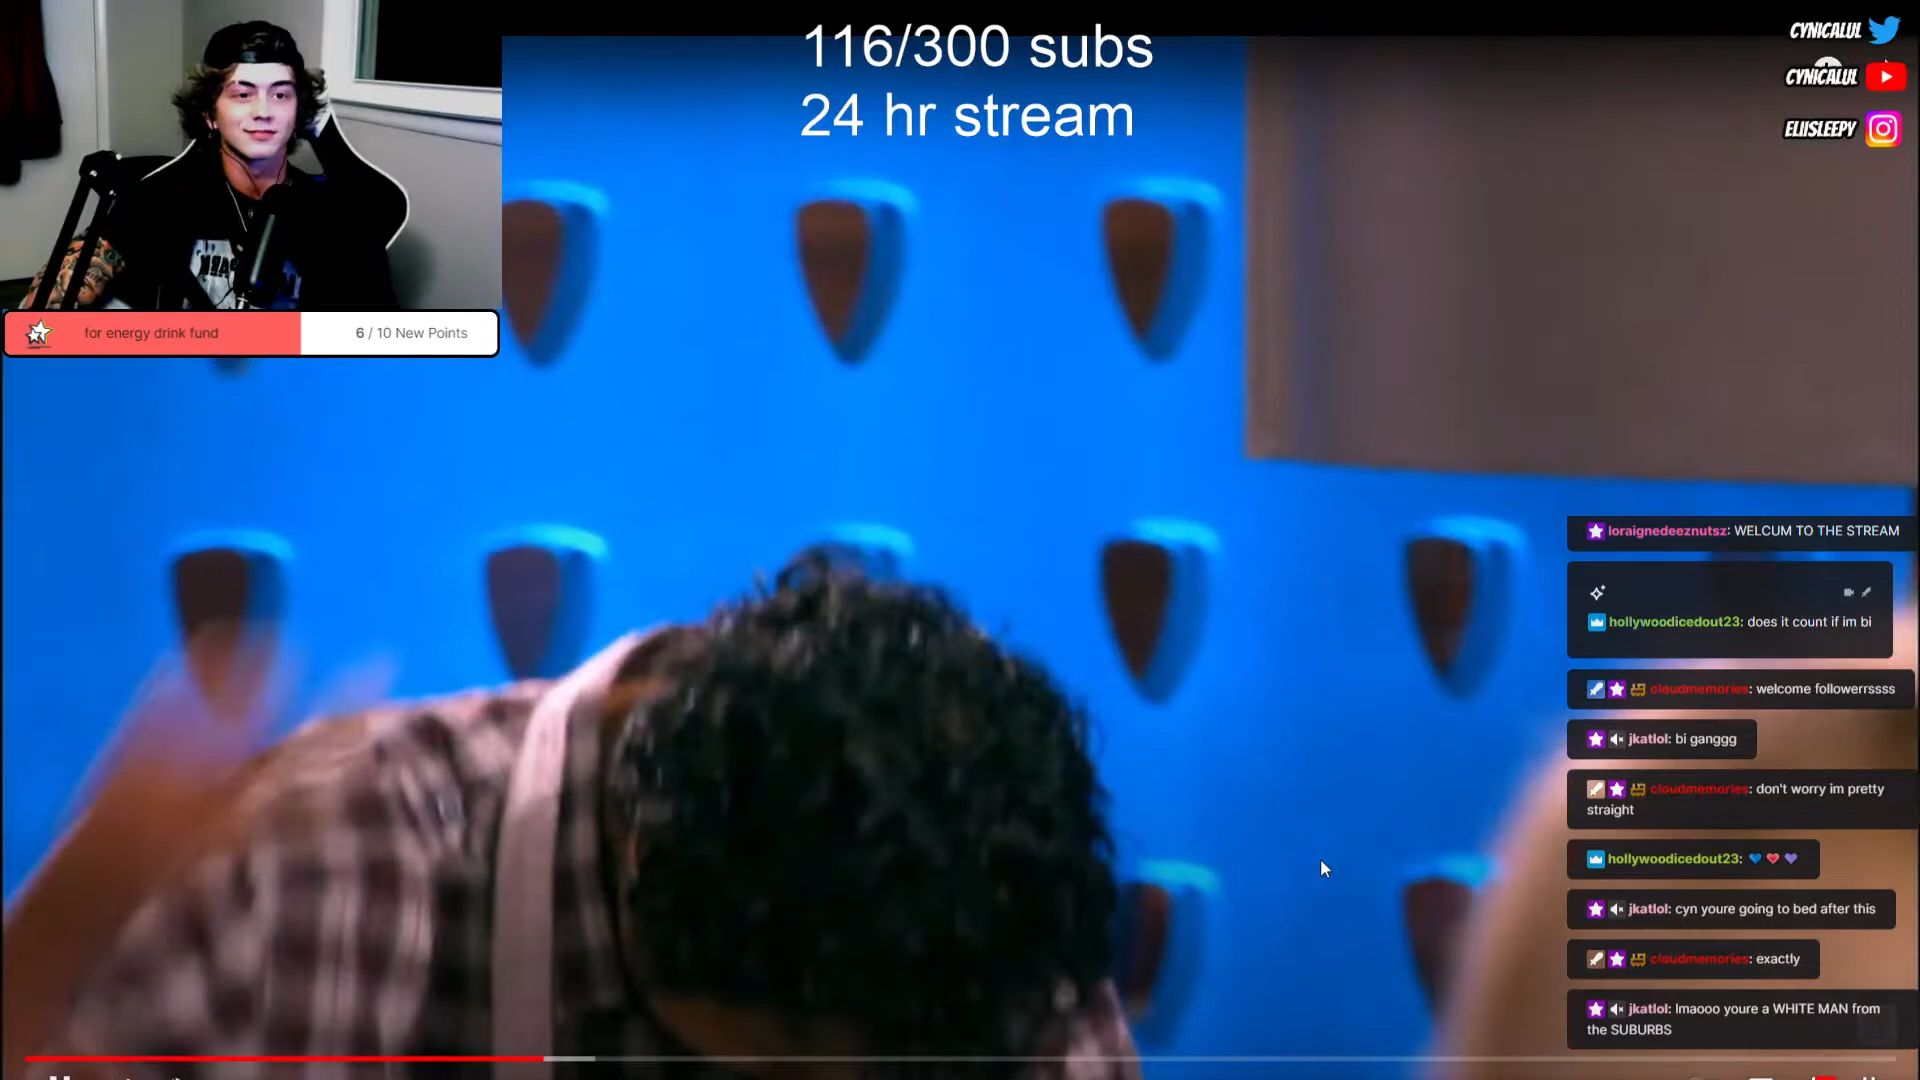 116/300 subs
24 hr stream
CYNICALUL
CYNICALUL
ELIISLEEPY
for energy drink fund
6 / 10 New Points
loraignedeeznutsz: WELCUM TO THE STREAM
hollywoodicedout23: does it count if im bi
cloudmemories: welcome followerrssss
jkatlol: bi ganggg
cloudmemories: don't worry im pretty
straight
hollywoodicedout23: 💙 ❤️ 💜
jkatlol: cyn youre going to bed after this
cloudmemories: exactly
jkatlol: lmaooo youre a WHITE MAN from
the SUBURBS